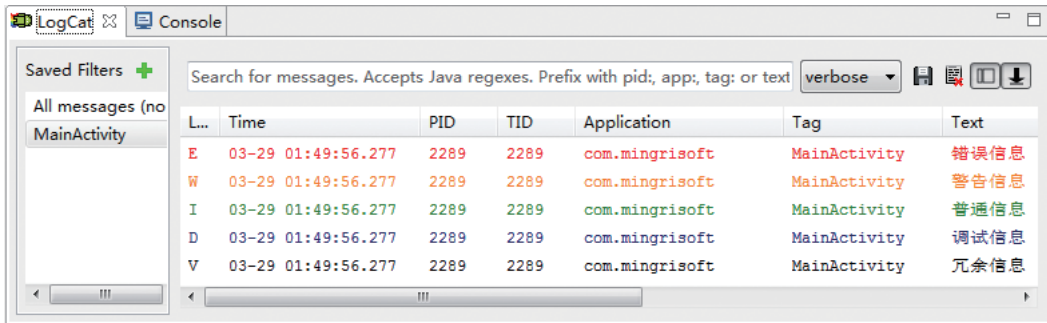 LogCat Console
Saved Filters
All messages (no
MainActivity
Search for messages. Accepts Java regexes. Prefix with pid:, app:, tag: or text verbose
L... Time PID TID Application Tag Text
E 03-29 01:49:56.277 2289 2289 com.mingrisoft MainActivity 错误信息
W 03-29 01:49:56.277 2289 2289 com.mingrisoft MainActivity 警告信息
I 03-29 01:49:56.277 2289 2289 com.mingrisoft MainActivity 普通信息
D 03-29 01:49:56.277 2289 2289 com.mingrisoft MainActivity 调试信息
V 03-29 01:49:56.277 2289 2289 com.mingrisoft MainActivity 冗余信息